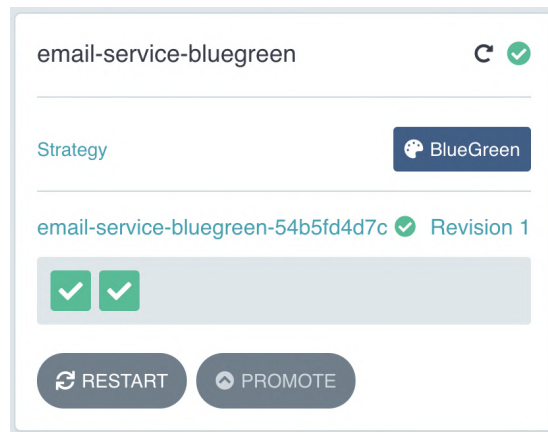 email-service-bluegreen
Strategy
BlueGreen
email-service-bluegreen-54b5fd4d7c Revision 1
RESTART
PROMOTE